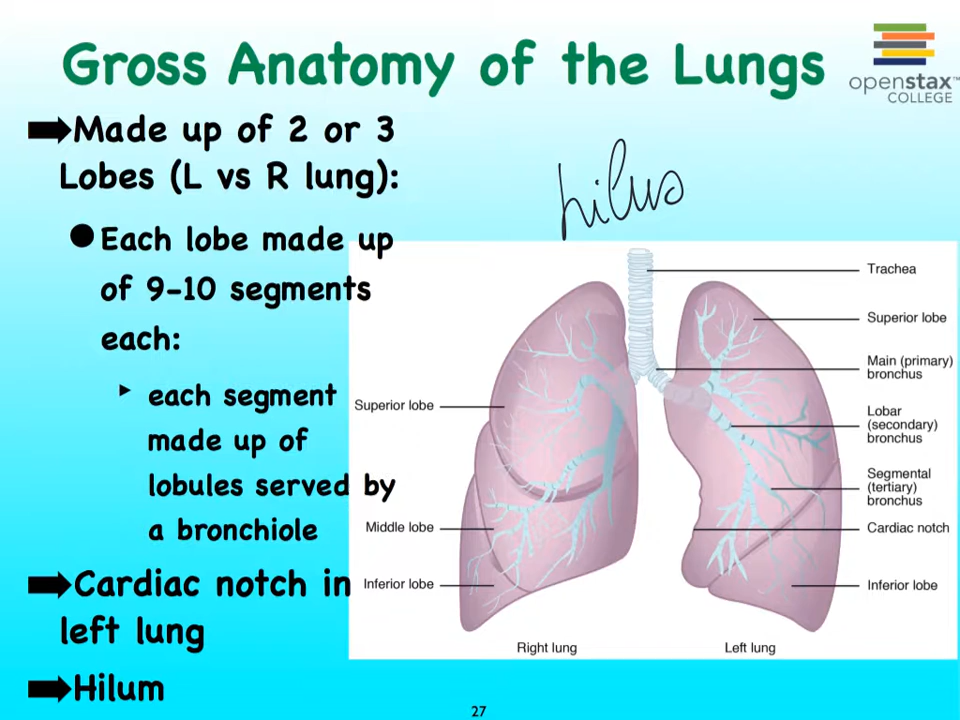 Gross Anatomy of the Lungs
openstax™
COLLEGE
Made up of 2 or 3
Lobes (L vs R lung):
Each lobe made up
of 9-10 segments
each:
each segment
made up of
lobules served by
a bronchiole
Cardiac notch in
left lung
Hilum
hilus
Trachea
Superior lobe
Main (primary)
bronchus
Lobar
(secondary)
bronchus
Segmental
(tertiary)
bronchus
Cardiac notch
Inferior lobe
Superior lobe
Middle lobe
Inferior lobe
Right lung
Left lung
27